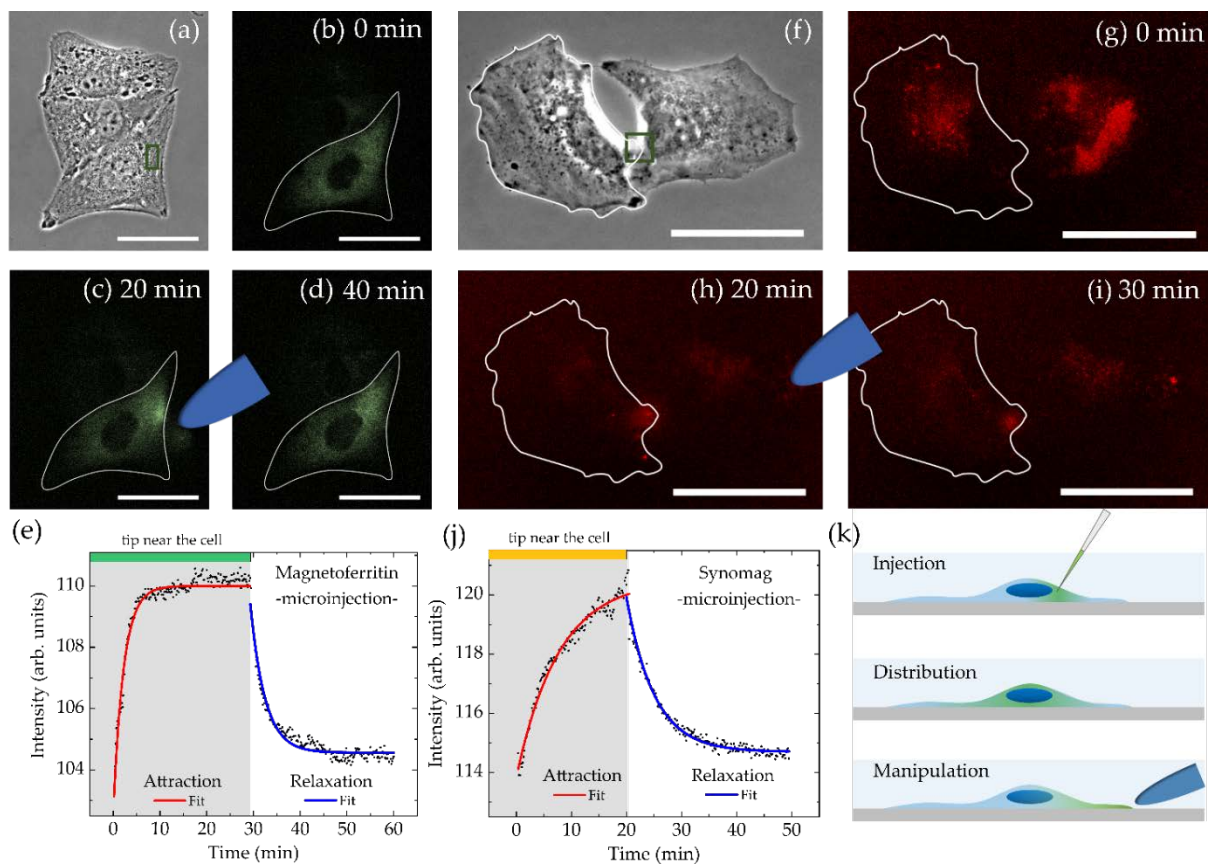 (a)
(b) 0 min
(f)
(g) 0 min
(c) 20 min
(d) 40 min
(h) 20 min
(i) 30 min
(e)
tip near the cell
Magnetoferritin
-microinjection-
110
108
106
104
Intensity (arb. units)
Attraction
Fit
Relaxation
Fit
0 10 20 30 40 50 60
Time (min)
(j)
tip near the cell
Synomag
-microinjection-
120
118
116
114
Intensity (arb. units)
Attraction
Fit
Relaxation
Fit
0 10 20 30 40 50
Time (min)
(k)
Injection
Distribution
Manipulation